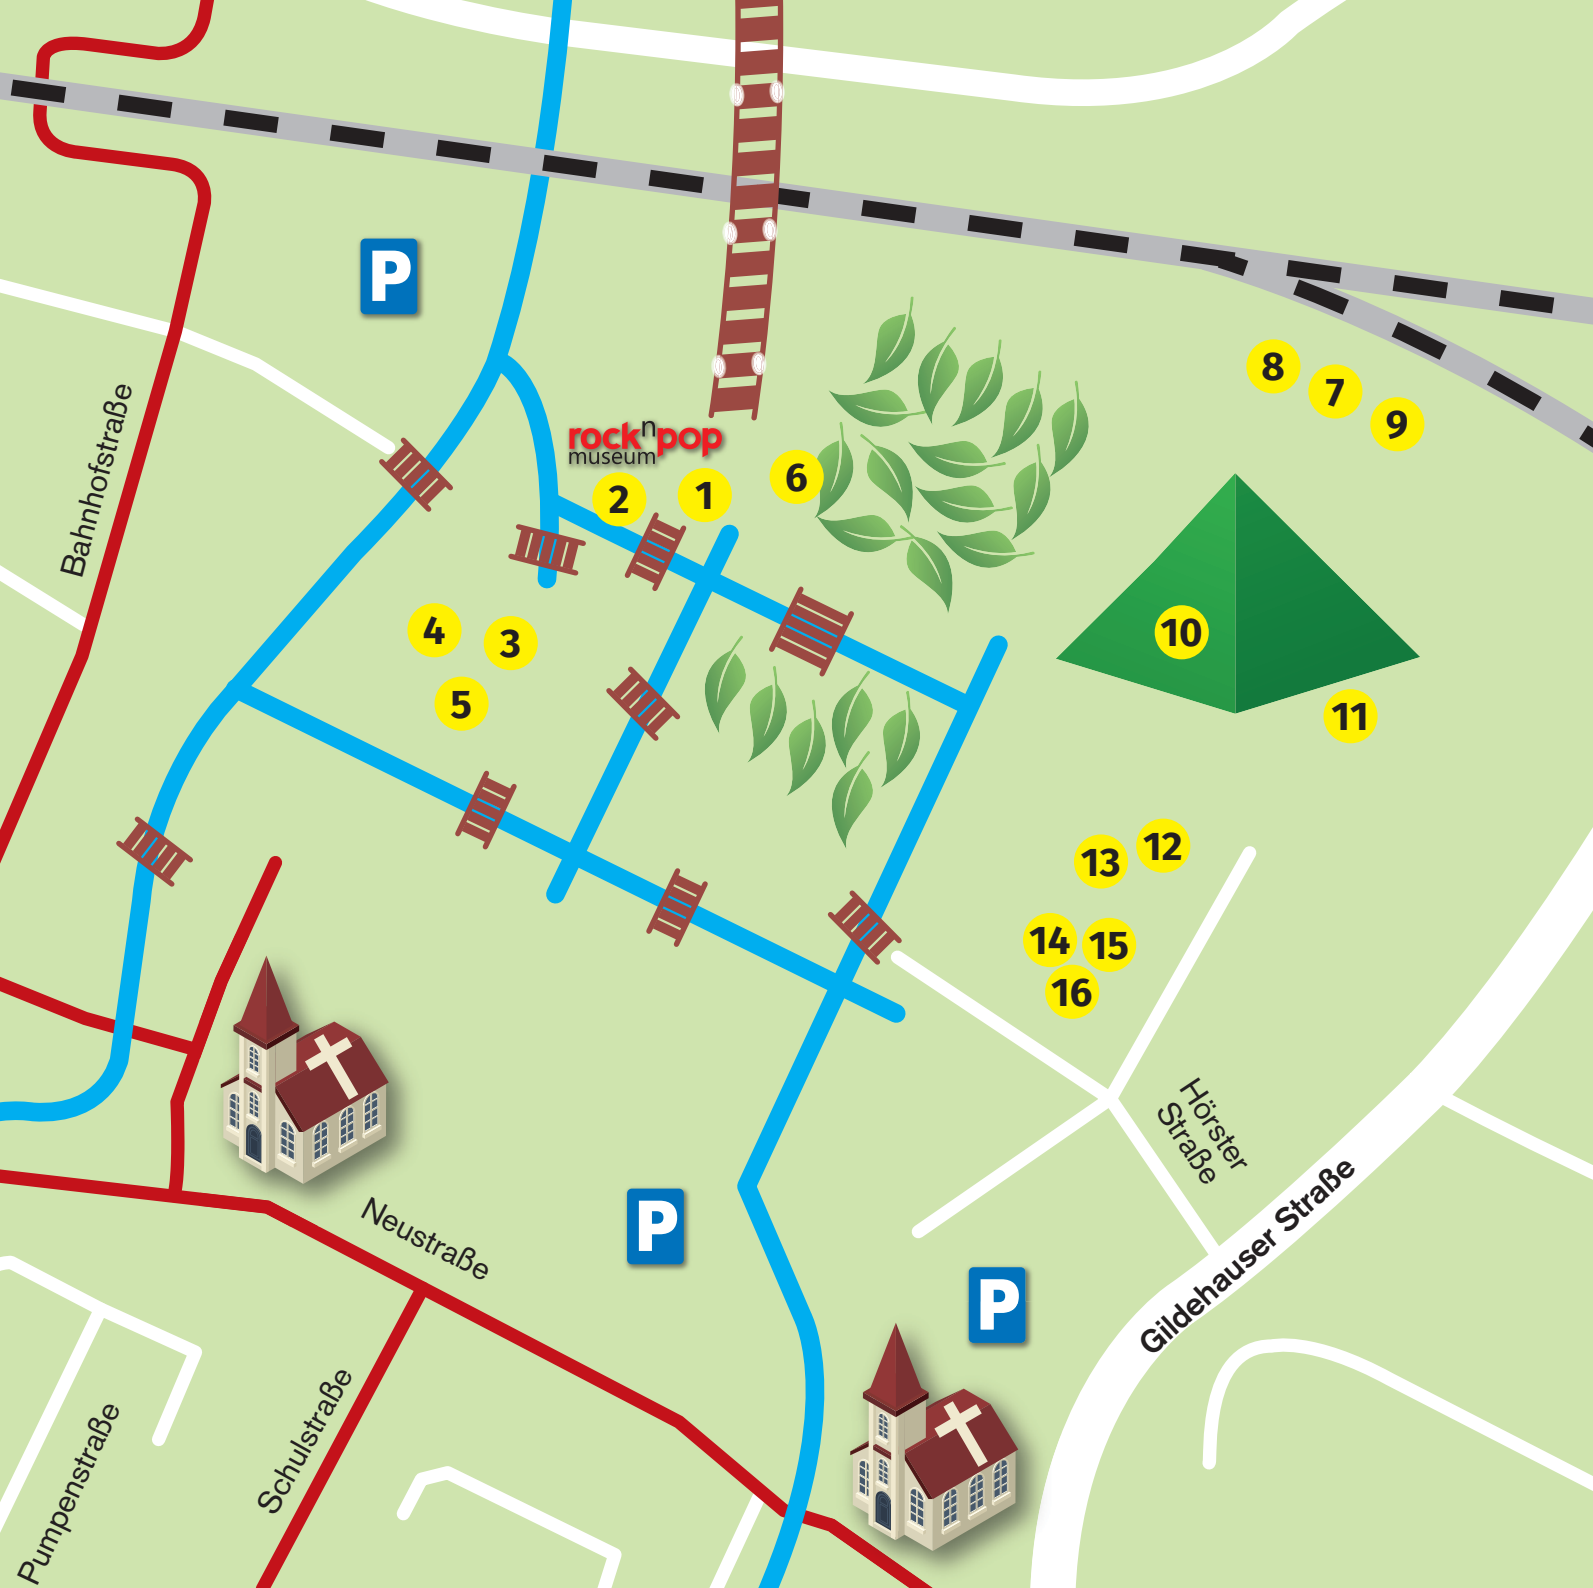 P
8
7
9
rock'n'pop
museum
2
1
6
Bahnhofstraße
4
3
5
10
11
13
12
14
15
16
Hörster
Straße
Gildehauser Straße
Neustraße
P
P
Schulstraße
Pumpenstraße